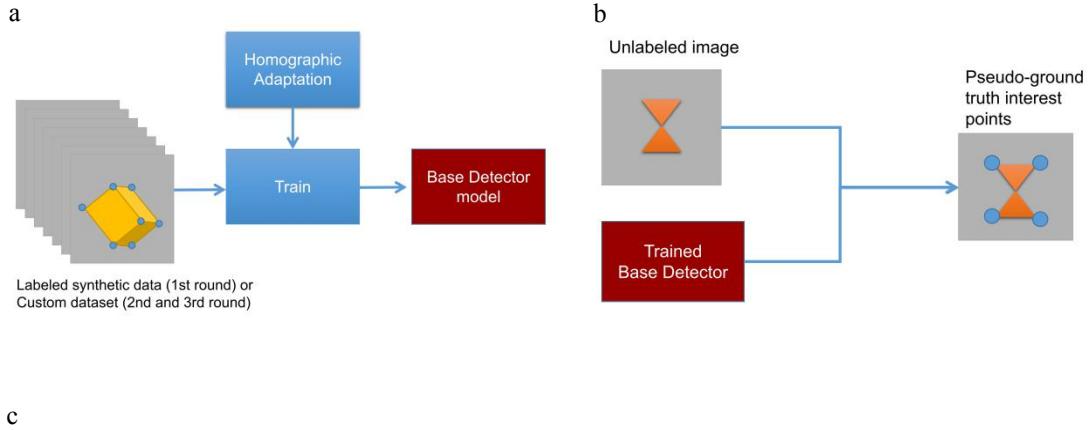 a
Homographic
Adaptation
Train
Base Detector
model
Labeled synthetic data (1st round) or
Custom dataset (2nd and 3rd round)
b
Unlabeled image
Trained
Base Detector
Pseudo-ground
truth interest
points
c